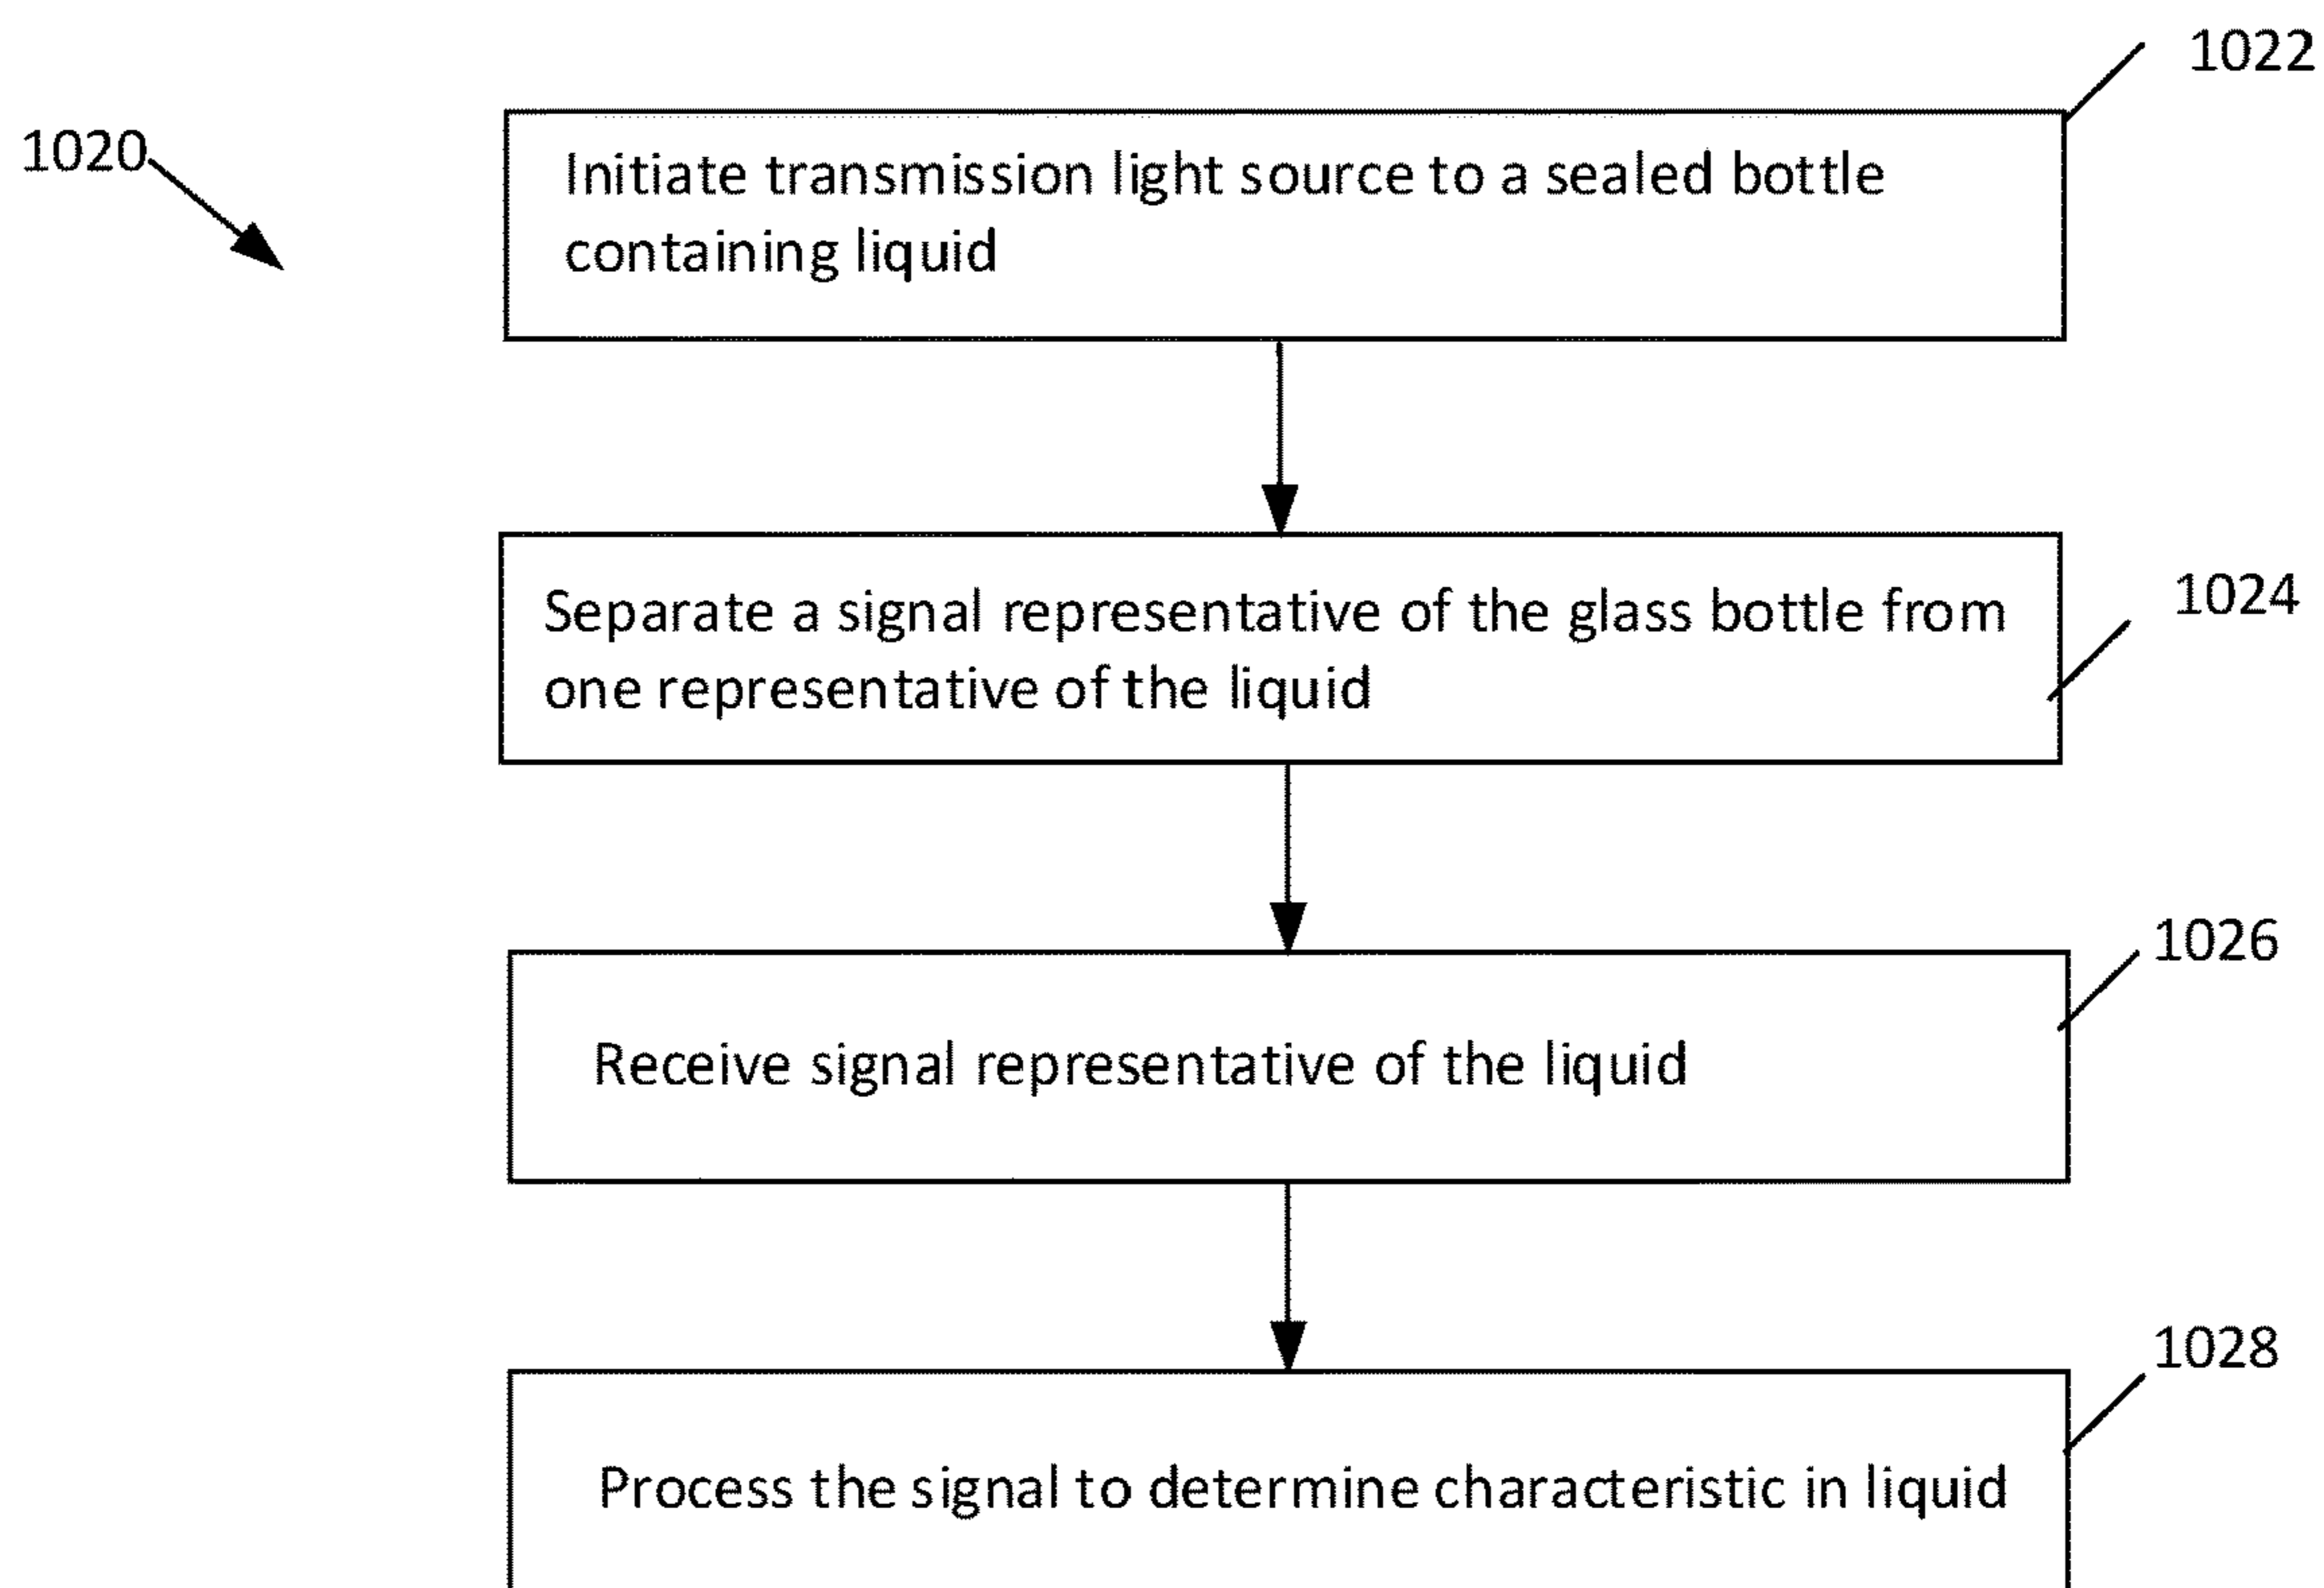 1022
1020
Initiate transmission light source to a sealed bottle
containing liquid
1024
Separate a signal representative of the glass bottle from
one representative of the liquid
1026
Receive signal representative of the liquid
1028
Process the signal to determine characteristic in liquid